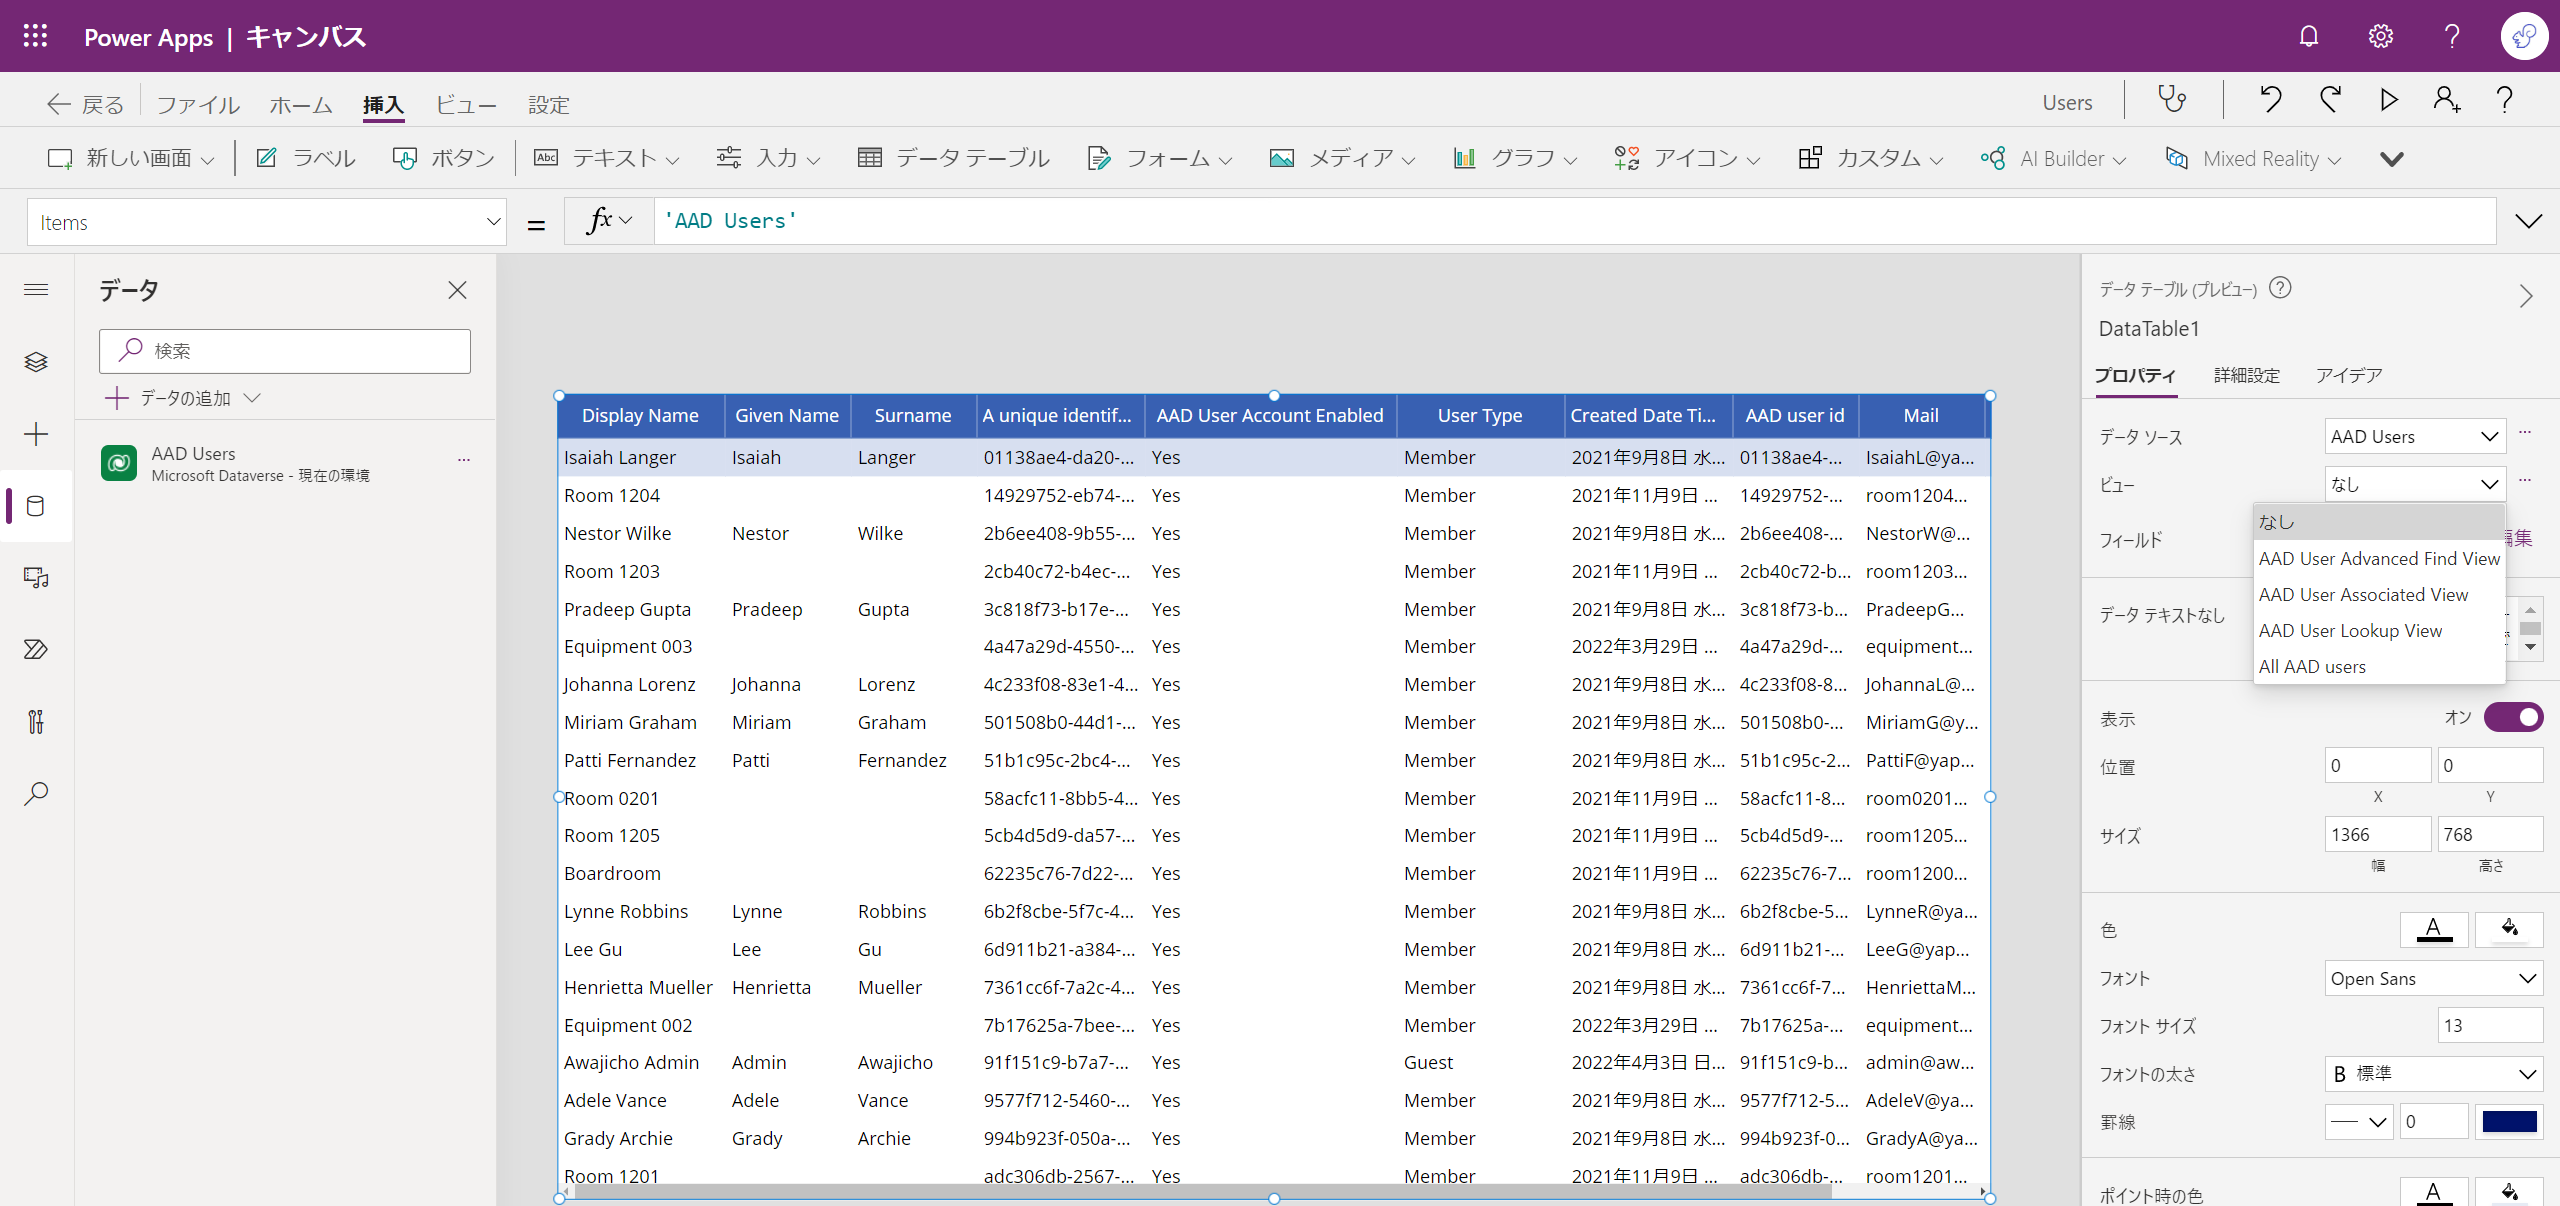 Power Apps | キャンバス
戻る ファイル ホーム 挿入 ビュー 設定 Users
新しい画面 ラベル ボタン Abc テキスト 入力 データ テーブル フォーム メディア グラフ アイコン カスタム AI Builder Mixed Reality
Items = fx 'AAD Users'
データ
検索
データの追加
AAD Users
Microsoft Dataverse - 現在の環境
Display Name Given Name Surname A unique identif... AAD User Account Enabled User Type Created Date Ti... AAD user id Mail
Isaiah Langer Isaiah Langer 01138ae4-da20-... Yes Member 2021年9月8日 水... 01138ae4-... IsaiahL@ya...
Room 1204 14929752-eb74-... Yes Member 2021年11月9日 ... 14929752-... room1204...
Nestor Wilke Nestor Wilke 2b6ee408-9b55-... Yes Member 2021年9月8日 水... 2b6ee408-... NestorW@...
Room 1203 2cb40c72-b4ec-... Yes Member 2021年11月9日 ... 2cb40c72-b... room1203...
Pradeep Gupta Pradeep Gupta 3c818f73-b17e-... Yes Member 2021年9月8日 水... 3c818f73-b... PradeepG...
Equipment 003 4a47a29d-4550-... Yes Member 2022年3月29日 ... 4a47a29d-... equipment...
Johanna Lorenz Johanna Lorenz 4c233f08-83e1-4... Yes Member 2021年9月8日 水... 4c233f08-8... JohannaL@...
Miriam Graham Miriam Graham 501508b0-44d1-... Yes Member 2021年9月8日 水... 501508b0-... MiriamG@y...
Patti Fernandez Patti Fernandez 51b1c95c-2bc4-... Yes Member 2021年9月8日 水... 51b1c95c-2... PattiF@yap...
Room 0201 58acfc11-8bb5-4... Yes Member 2021年11月9日 ... 58acfc11-8... room0201...
Room 1205 5cb4d5d9-da57-... Yes Member 2021年11月9日 ... 5cb4d5d9-... room1205...
Boardroom 62235c76-7d22-... Yes Member 2021年11月9日 ... 62235c76-7... room1200...
Lynne Robbins Lynne Robbins 6b2f8cbe-5f7c-4... Yes Member 2021年9月8日 水... 6b2f8cbe-5... LynneR@ya...
Lee Gu Lee Gu 6d911b21-a384-... Yes Member 2021年9月8日 水... 6d911b21-... LeeG@yap...
Henrietta Mueller Henrietta Mueller 7361cc6f-7a2c-4... Yes Member 2021年9月8日 水... 7361cc6f-7... HenriettaM...
Equipment 002 7b17625a-7bee-... Yes Member 2022年3月29日 ... 7b17625a-... equipment...
Awajicho Admin Admin Awajicho 91f151c9-b7a7-... Yes Guest 2022年4月3日 日... 91f151c9-b... admin@aw...
Adele Vance Adele Vance 9577f712-5460-... Yes Member 2021年9月8日 水... 9577f712-5... AdeleV@ya...
Grady Archie Grady Archie 994b923f-050a-... Yes Member 2021年9月8日 水... 994b923f-0... GradyA@ya...
Room 1201 adc306db-2567-... Yes Member 2021年11月9日 ... adc306db-... room1201...
データ テーブル (プレビュー)
DataTable1
プロパティ 詳細設定 アイデア
データ ソース AAD Users
ビュー なし
なし
AAD User Advanced Find View
AAD User Associated View
AAD User Lookup View
All AAD users
フィールド 編集
データ テキストなし
表示 オン
位置 0 0
X Y
サイズ 1366 768
幅 高さ
色 A
フォント Open Sans
フォント サイズ 13
フォントの太さ B 標準
罫線 0
ポイント時の色 A